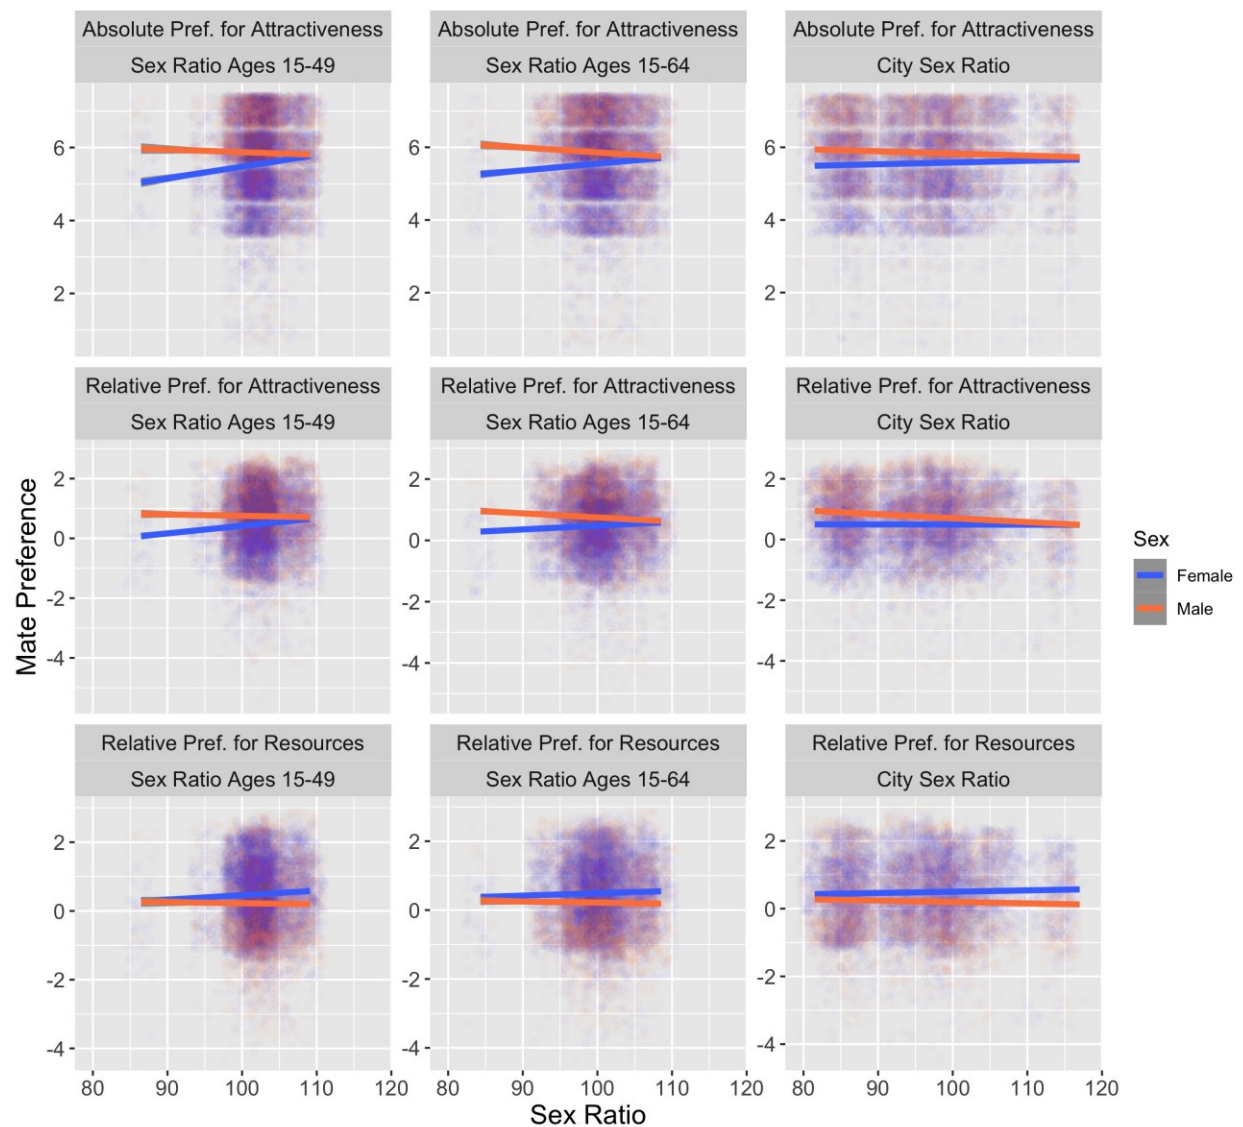 Absolute Pref. for Attractiveness
Sex Ratio Ages 15-49
Absolute Pref. for Attractiveness
Sex Ratio Ages 15-64
Absolute Pref. for Attractiveness
City Sex Ratio
6
4
2
6
4
2
6
4
2
Relative Pref. for Attractiveness
Sex Ratio Ages 15-49
Relative Pref. for Attractiveness
Sex Ratio Ages 15-64
Relative Pref. for Attractiveness
City Sex Ratio
2
0
-2
-4
2
0
-2
-4
2
0
-2
-4
Mate Preference
Sex
Female
Male
Relative Pref. for Resources
Sex Ratio Ages 15-49
Relative Pref. for Resources
Sex Ratio Ages 15-64
Relative Pref. for Resources
City Sex Ratio
2
0
-2
-4
2
0
-2
-4
2
0
-2
-4
80 90 100 110 120
80 90 100 110 120
80 90 100 110 120
Sex Ratio